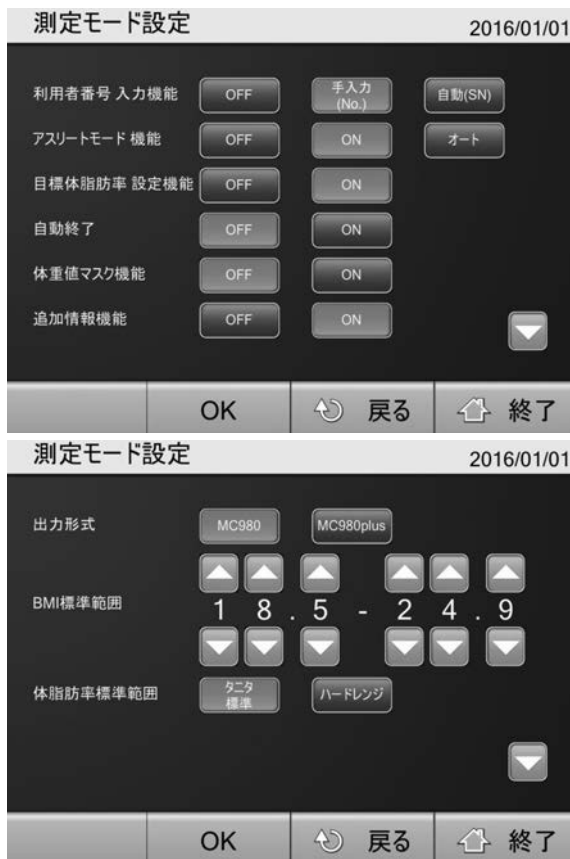 測定モード設定 2016/01/01
利用者番号 入力機能 OFF 手入力 自動(SN)
(No.)
アスリートモード 機能 OFF ON オート
目標体脂肪率 設定機能 OFF ON
自動終了 OFF ON
体重値マスク機能 OFF ON
追加情報機能 OFF ON
OK 戻る 終了
測定モード設定 2016/01/01
出力形式 MC980 MC980plus
BMI標準範囲 18.5-24.9
体脂肪率標準範囲 タニタ ハードレンジ
標準
OK 戻る 終了